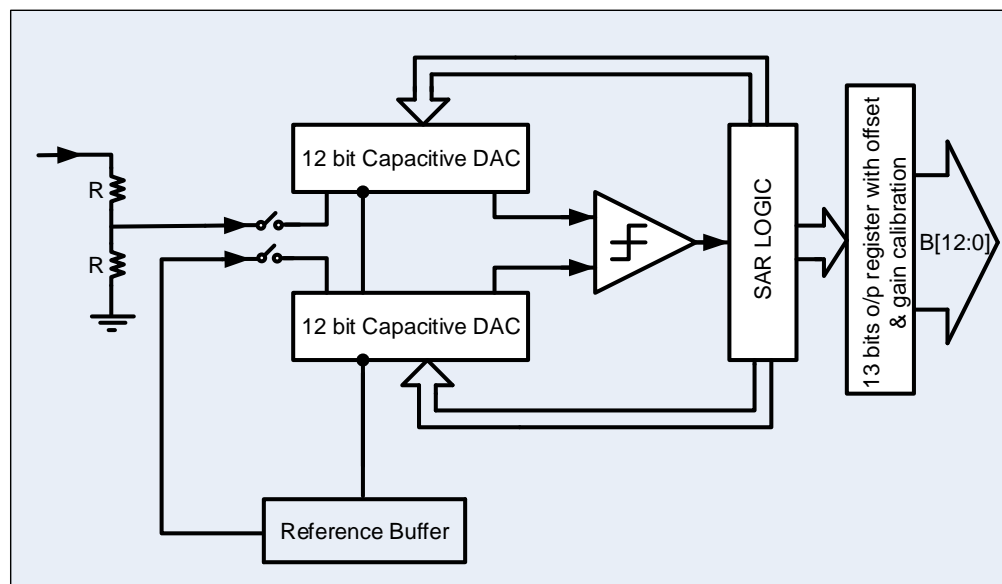 12 bit Capacitive DAC
R
R
12 bit Capacitive DAC
SAR LOGIC
13 bits o/p register with offset
& gain calibration
B[12:0]
Reference Buffer